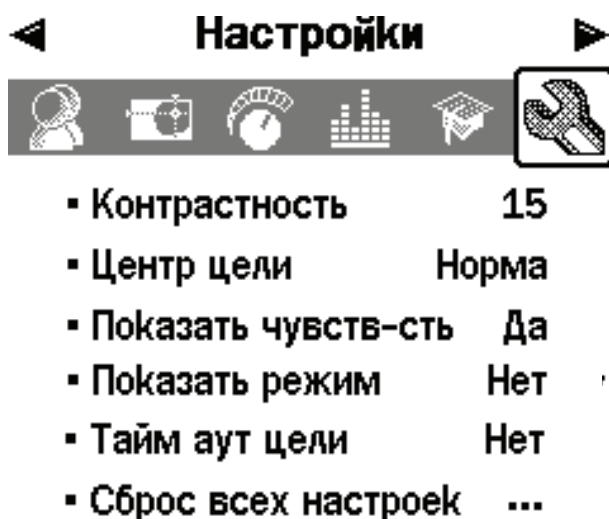 Настройки
Контрастность 15
Центр цели Норма
Показать чувств-сть Да
Показать режим Нет
Тайм аут цели Нет
Сброс всех настроек ...